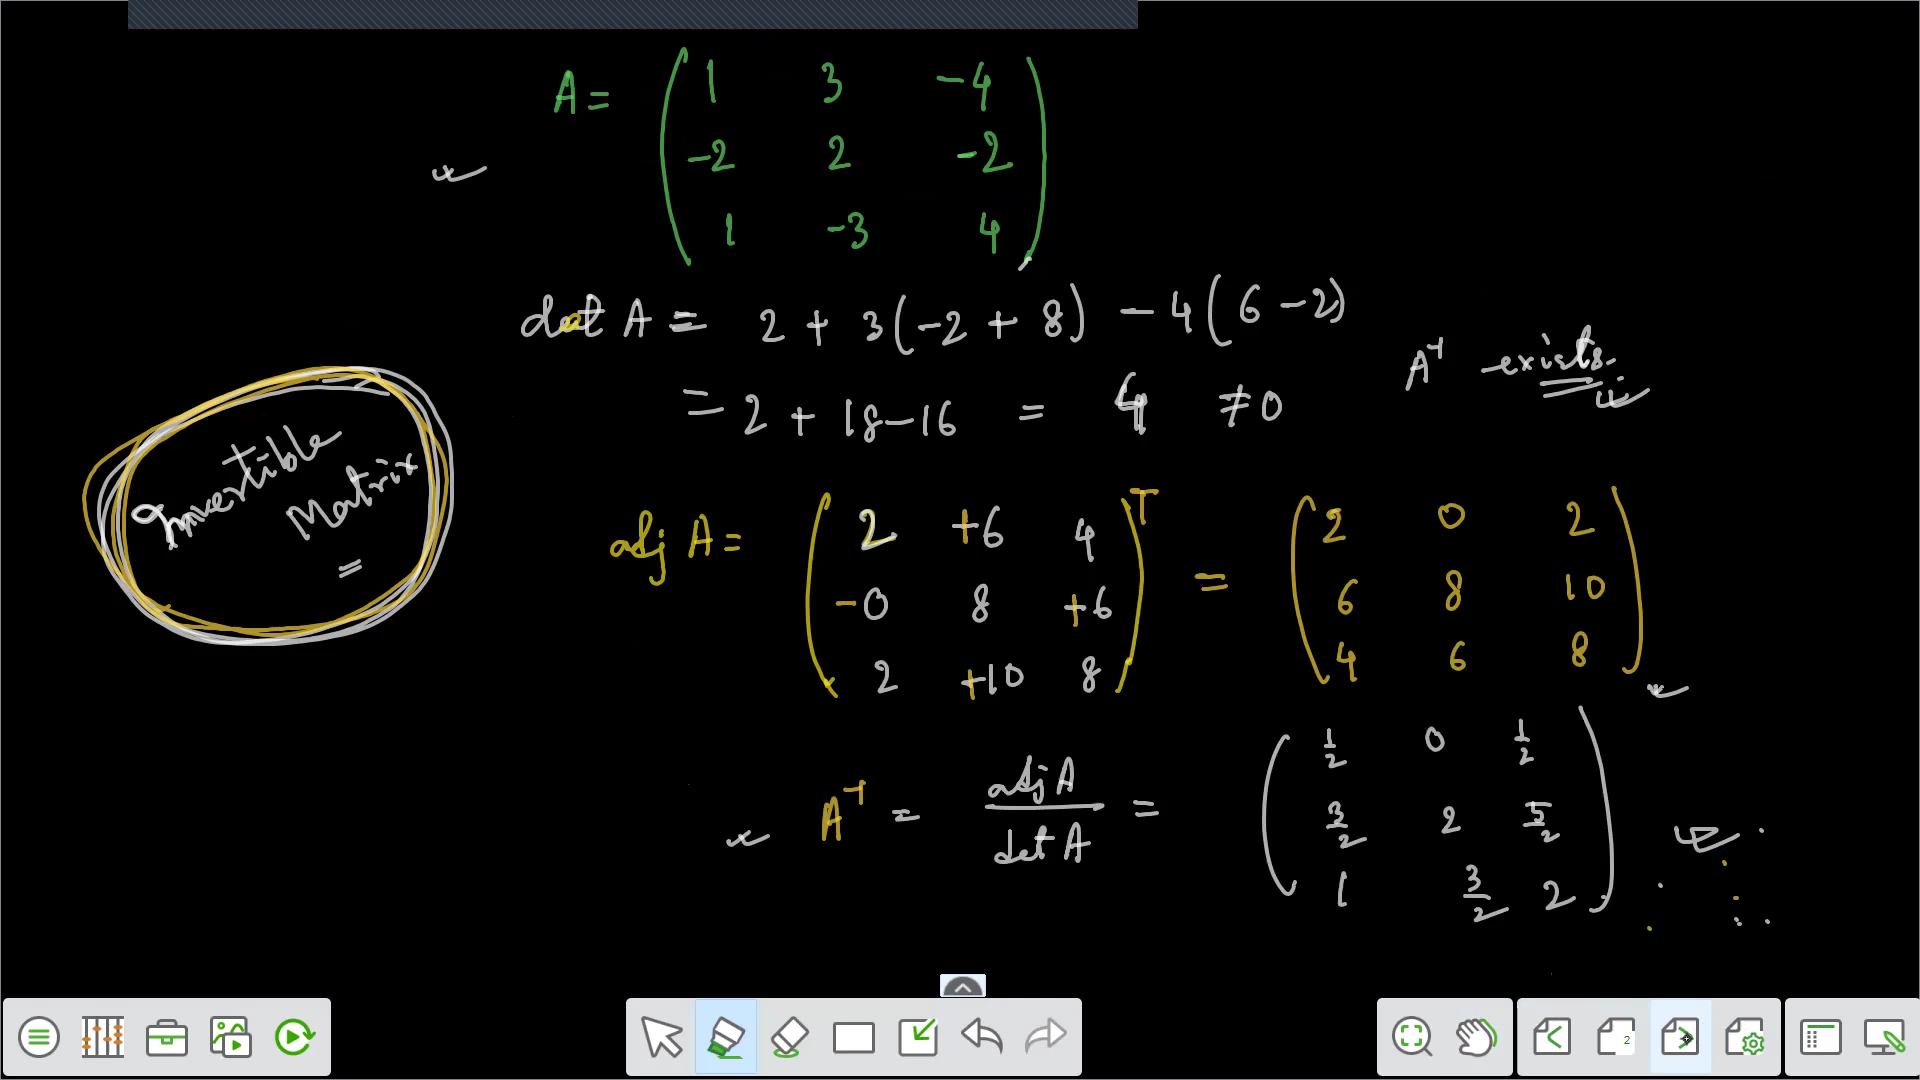 A = ( 1 3 -4
-2 2 -2
1 -3 4 )
det A = 2 + 3(-2 + 8) - 4(6 - 2)
= 2 + 18 - 16 = 4 ≠ 0
A⁻¹ exists.
Invertible
Matrix
=
adj A = ( 2 +6 4
-0 8 +6
2 +10 8 )ᵀ
= ( 2 0 2
6 8 10
4 6 8 )
A⁻¹ = adj A / det A =
( 1/2 0 1/2
3/2 2 5/2
1 3/2 2 )
2